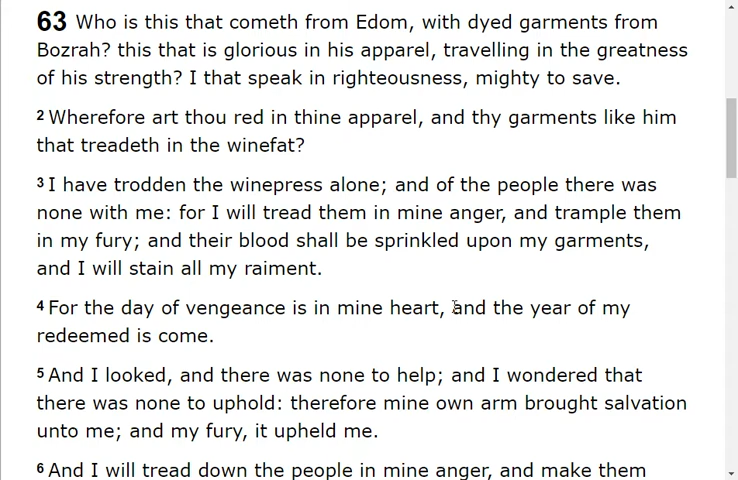 63 Who is this that cometh from Edom, with dyed garments from
Bozrah? this that is glorious in his apparel, travelling in the greatness
of his strength? I that speak in righteousness, mighty to save.
2 Wherefore art thou red in thine apparel, and thy garments like him
that treadeth in the winefat?
3 I have trodden the winepress alone; and of the people there was
none with me: for I will tread them in mine anger, and trample them
in my fury; and their blood shall be sprinkled upon my garments,
and I will stain all my raiment.
4 For the day of vengeance is in mine heart, and the year of my
redeemed is come.
5 And I looked, and there was none to help; and I wondered that
there was none to uphold: therefore mine own arm brought salvation
unto me; and my fury, it upheld me.
6 And I will tread down the people in mine anger, and make them